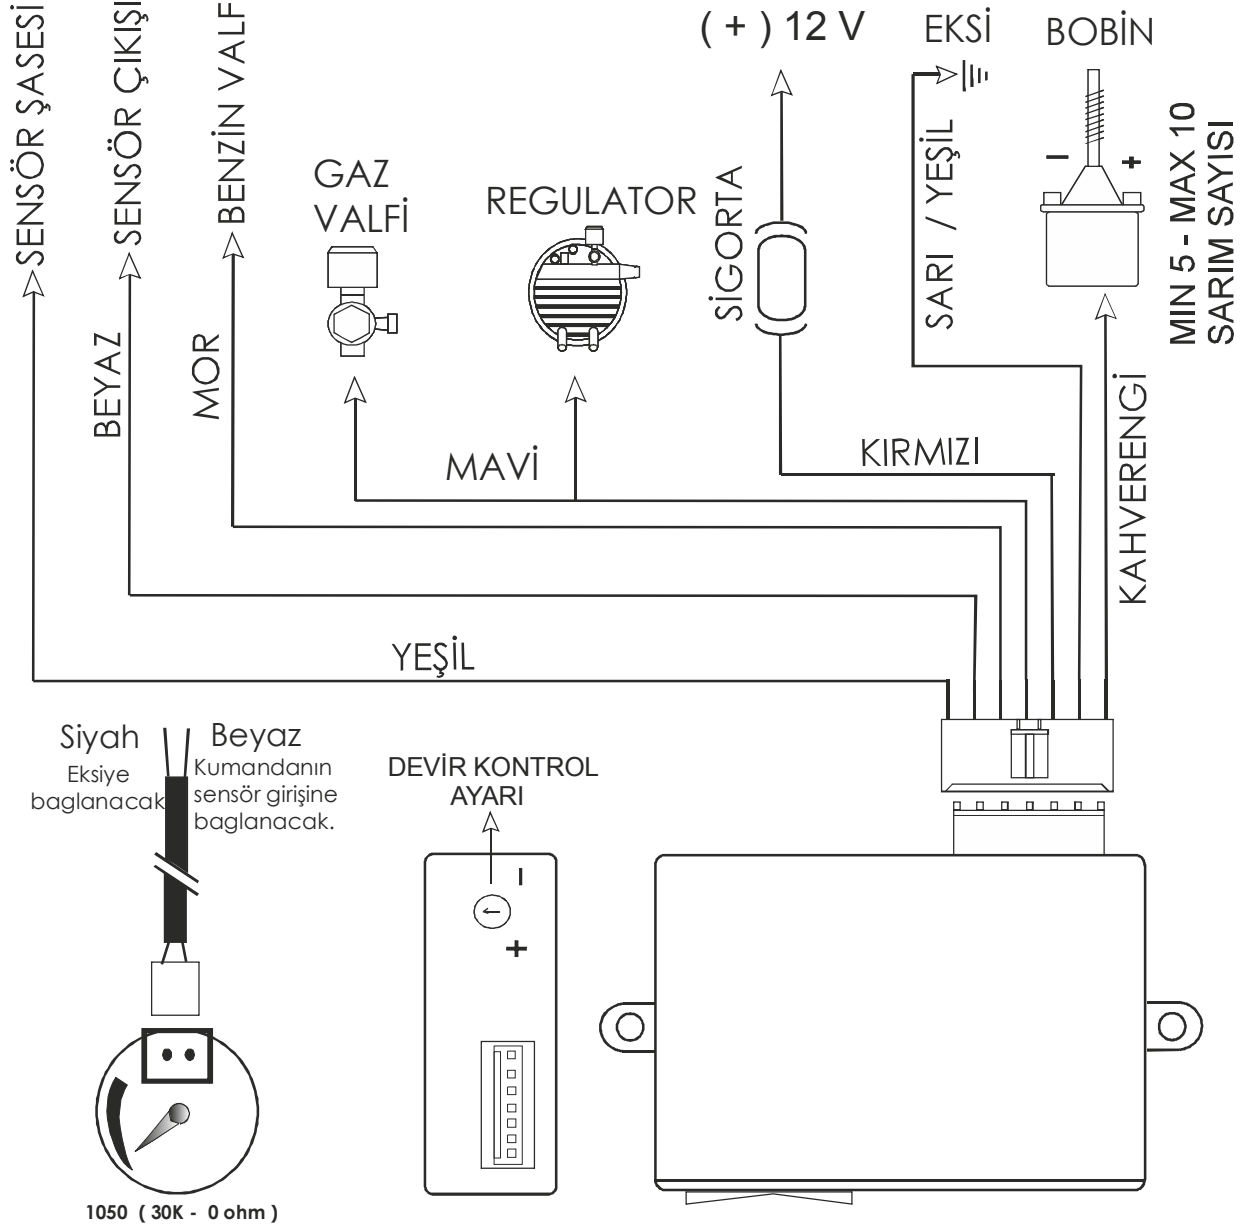 SENSÖR ŞASESİ
SENSÖR ÇIKIŞI
BENZİN VALF
GAZ
VALFİ
REGULATOR
( + ) 12 V
EKSİ
BOBİN
SİGORTA
SARI / YEŞİL
MIN 5 - MAX 10
SARIM SAYISI
BEYAZ
MOR
MAVİ
KIRMIZI
KAHVERENGİ
YEŞİL
Siyah
Eksiye
baglanacak
Beyaz
Kumandanın
sensör girişine
baglanacak.
DEVİR KONTROL
AYARI
1050 ( 30K - 0 ohm )